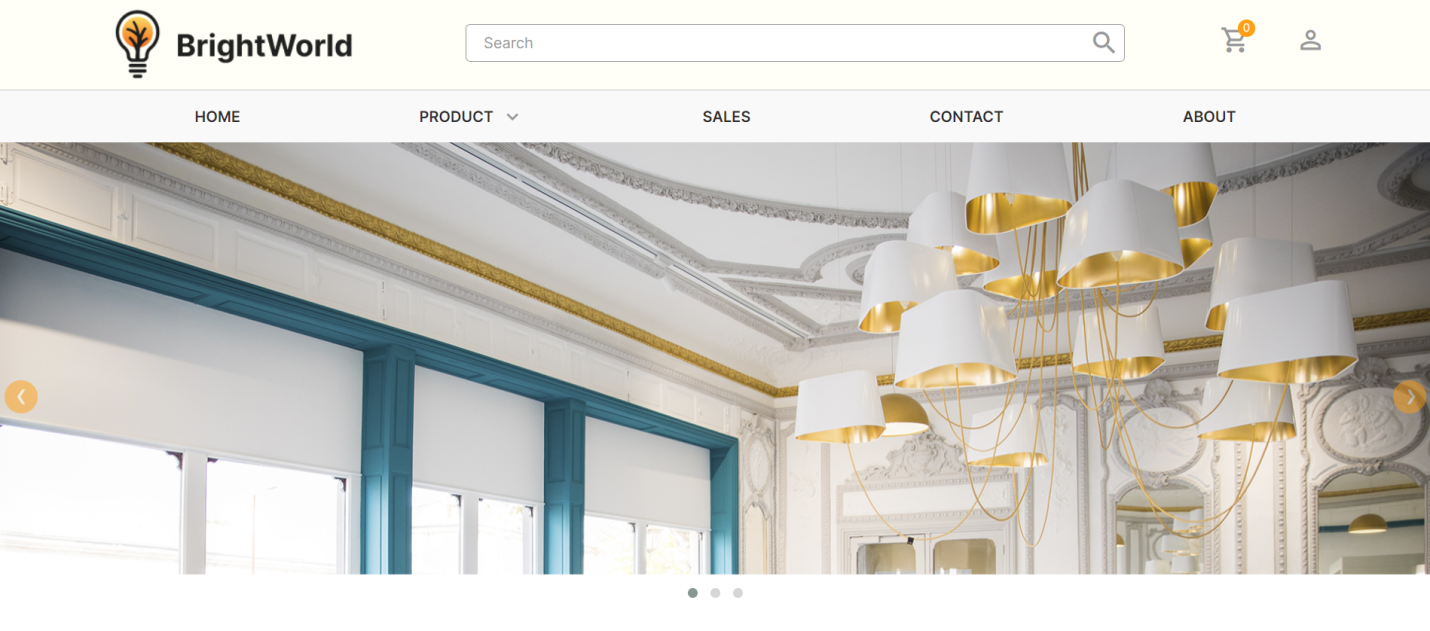 BrightWorld
Search
0
HOME
PRODUCT
SALES
CONTACT
ABOUT